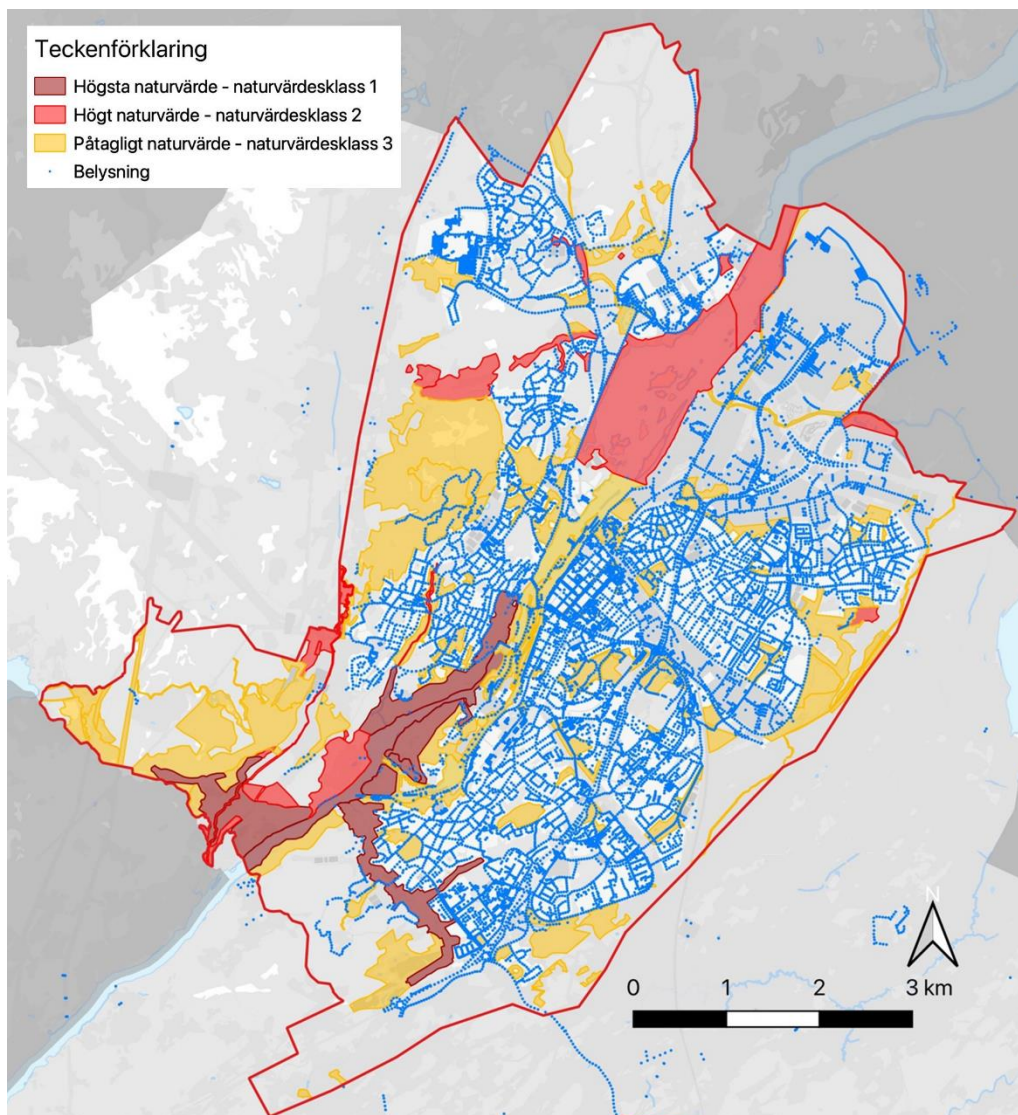 Teckenförklaring
Högsta naturvärde - naturvärdesklass 1
Högt naturvärde - naturvärdesklass 2
Påtagligt naturvärde - naturvärdesklass 3
Belysning
N
0 1 2 3 km